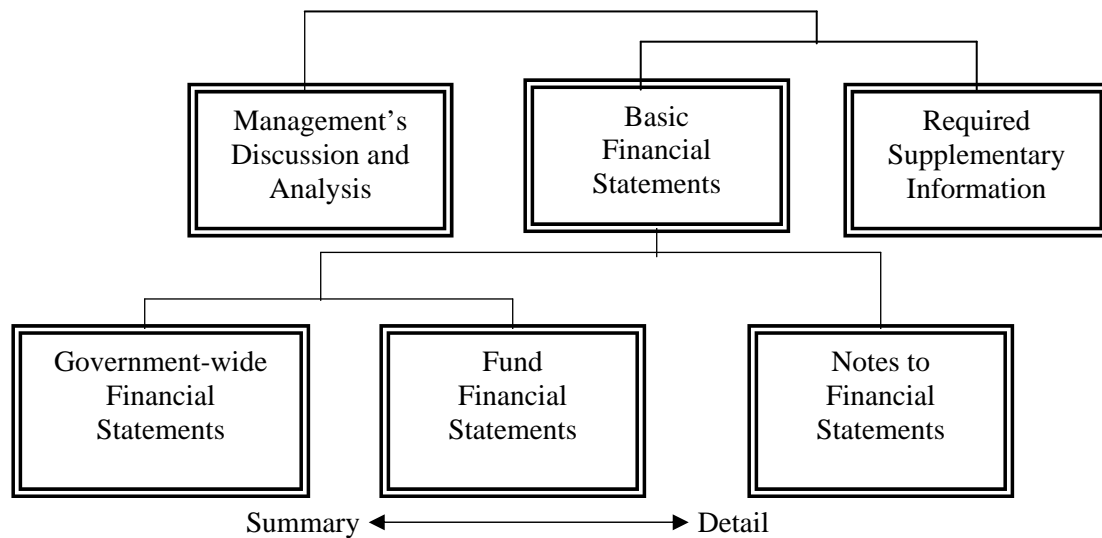 Management’s
Discussion and
Analysis
Basic
Financial
Statements
Required
Supplementary
Information
Government-wide
Financial
Statements
Fund
Financial
Statements
Notes to
Financial
Statements
Summary
Detail